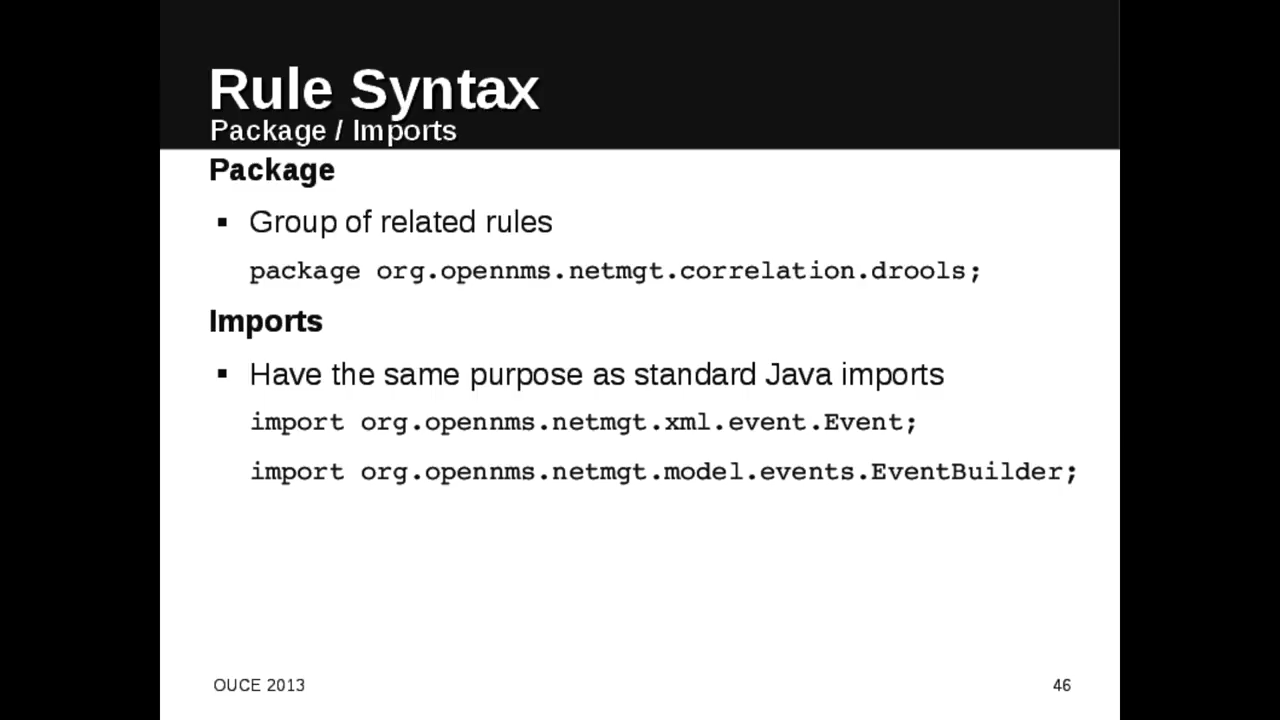 Rule Syntax
Package / Imports
Package
▪ Group of related rules
package org.opennms.netmgt.correlation.drools;
Imports
▪ Have the same purpose as standard Java imports
import org.opennms.netmgt.xml.event.Event;
import org.opennms.netmgt.model.events.EventBuilder;
OUCE 2013
46